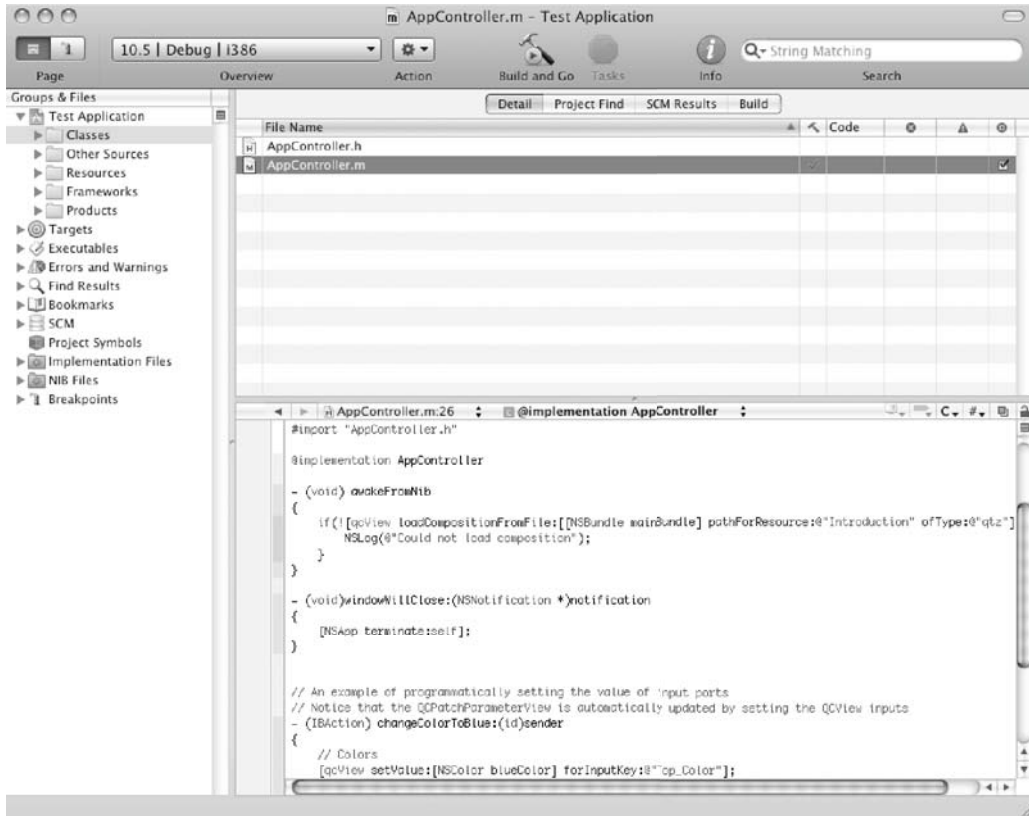 AppController.m - Test Application
10.5 | Debug | i386
String Matching
Page
Overview
Action
Build and Go
Tasks
Info
Search
Groups & Files
Test Application
Classes
Other Sources
Resources
Frameworks
Products
Targets
Executables
Errors and Warnings
Find Results
Bookmarks
SCM
Project Symbols
Implementation Files
NIB Files
Breakpoints
Detail Project Find SCM Results Build
File Name Code
AppController.h
AppController.m
AppController.m:26 @implementation AppController C #
#import "AppController.h"
@implementation AppController
- (void) awakeFromNib
{
if(![qcView loadCompositionFromFile:[[NSBundle mainBundle] pathForResource:@"Introduction" ofType:@"qtz"]
NSLog(@"Could not load composition");
}
}
- (void)windowWillClose:(NSNotification *)notification
{
[NSApp terminate:self];
}
// An example of programmatically setting the value of input ports
// Notice that the QCPatchParameterView is automatically updated by setting the QCView inputs
- (IBAction) changeColorToBlue:(id)sender
{
// Colors
[qcView setValue:[NSColor blueColor] forInputKey:@"Top_Color"];